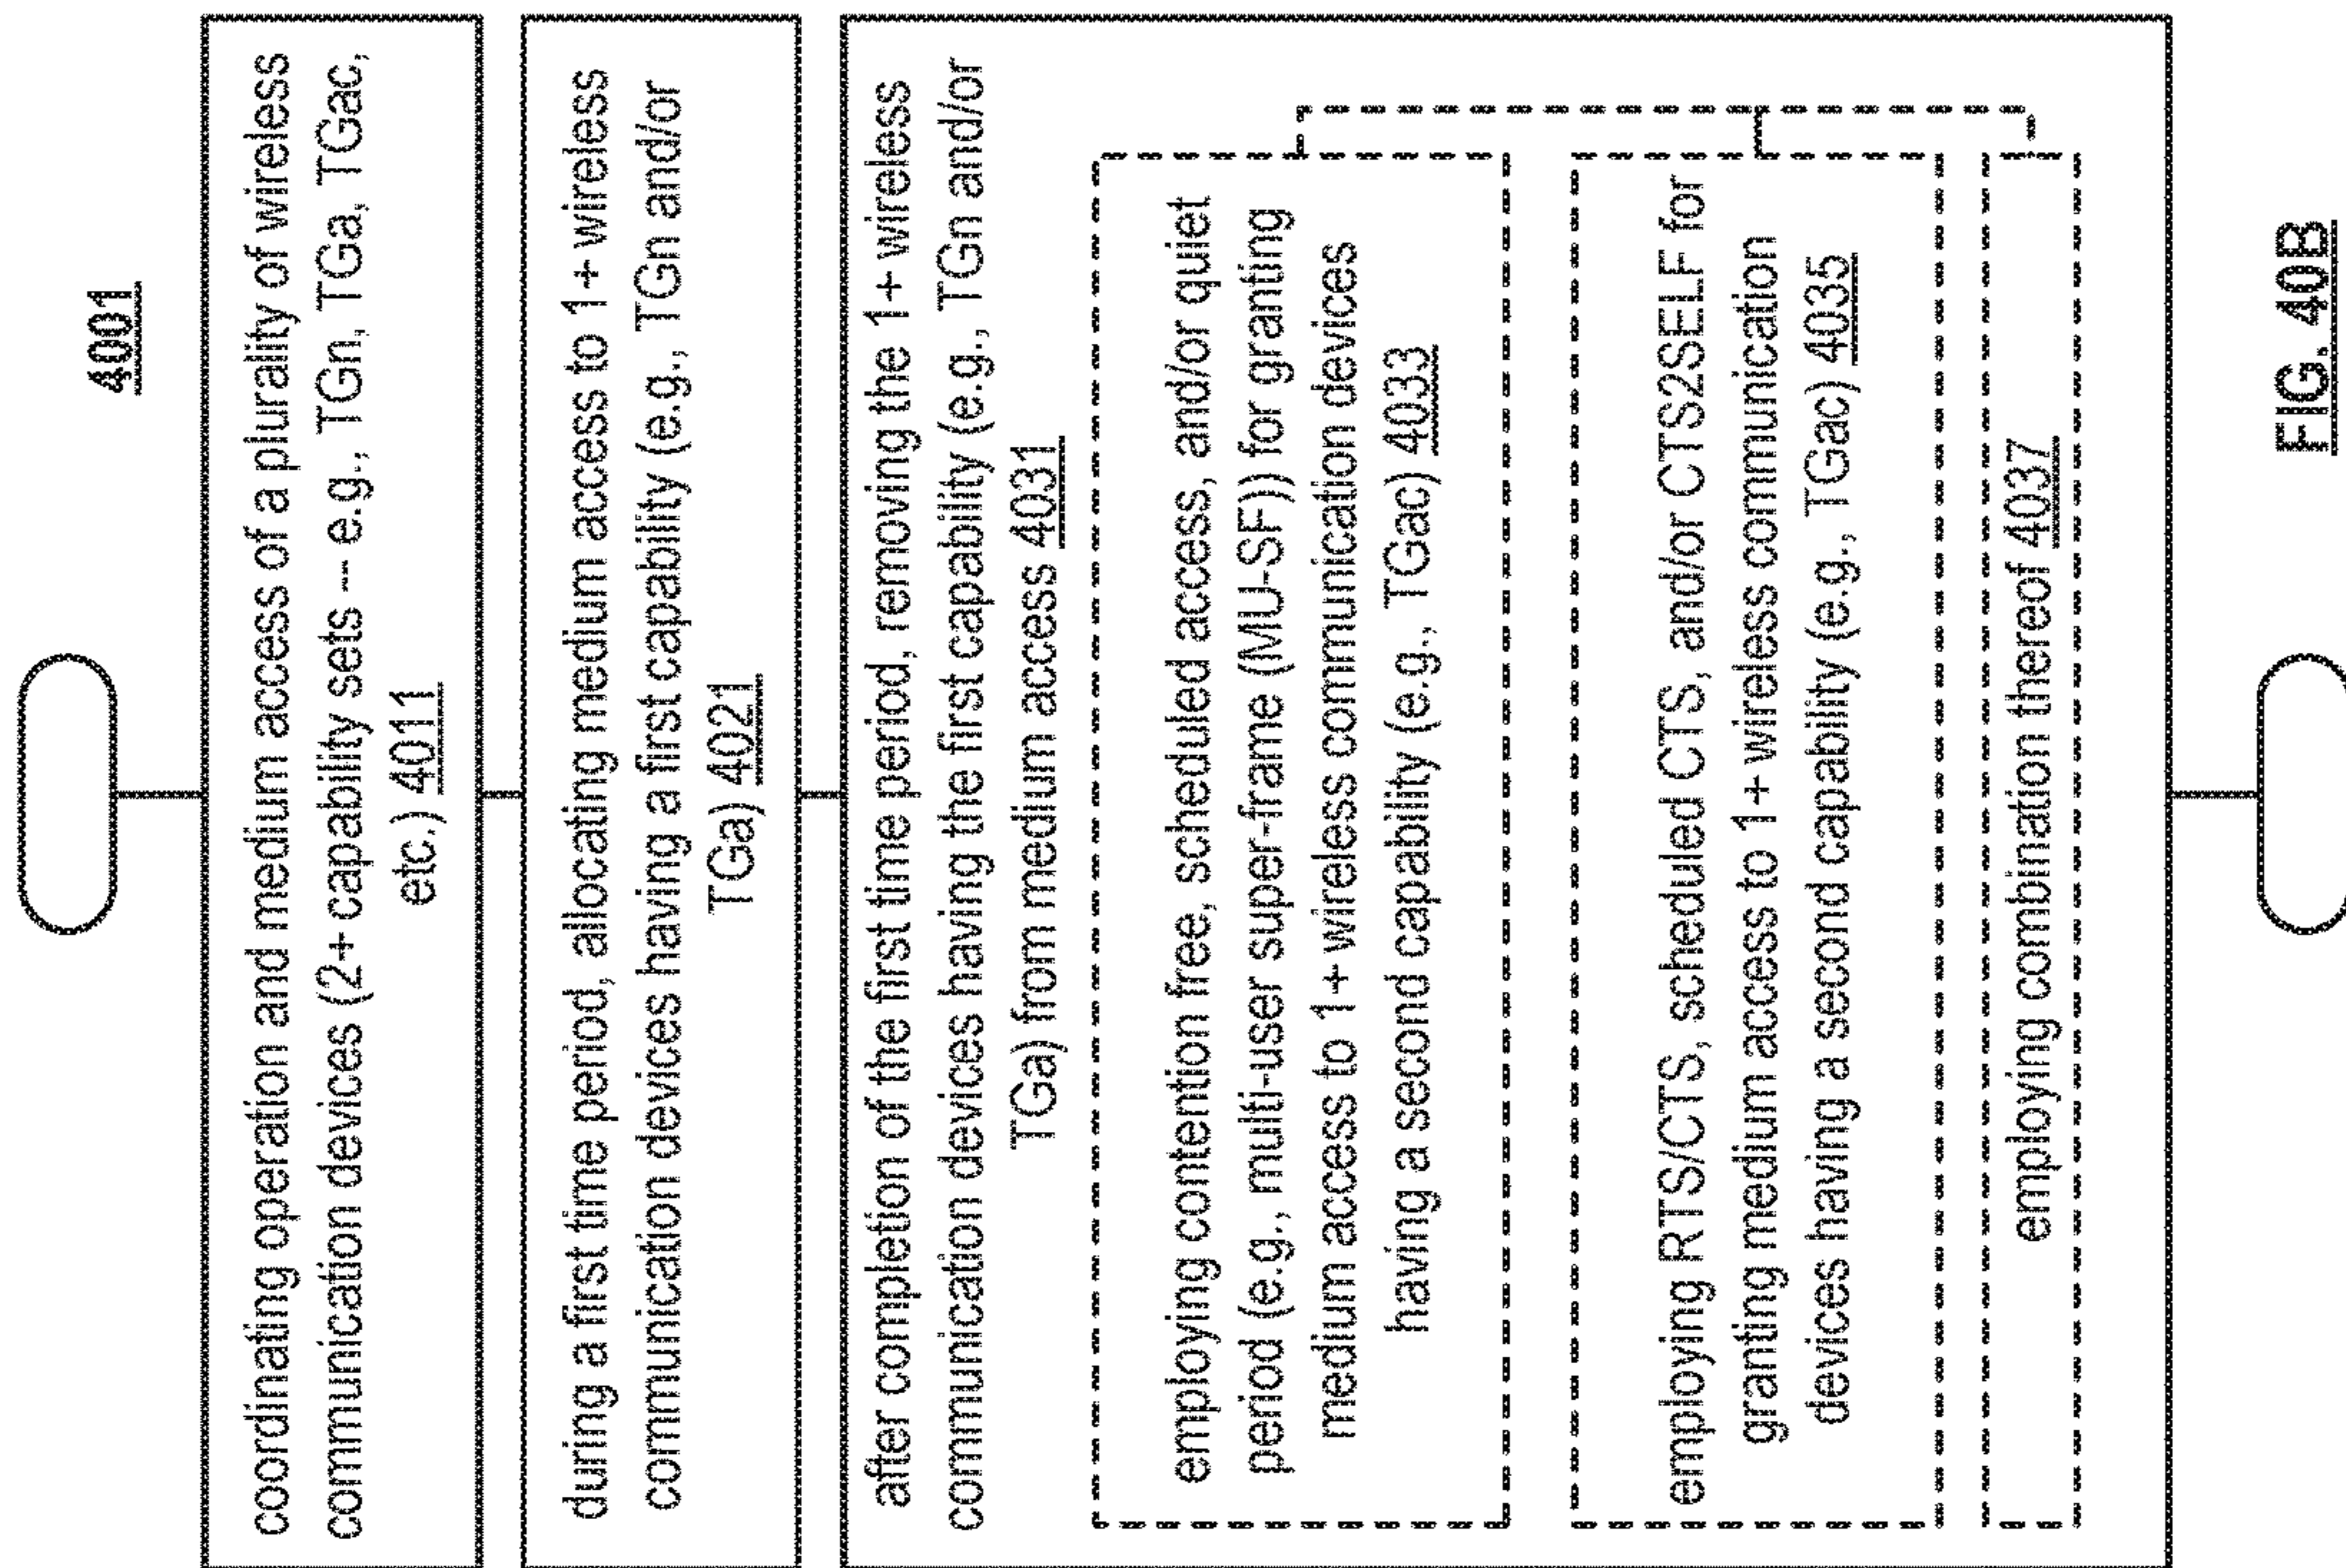 4001
coordinating operation and medium access of a plurality of wireless
communication devices (2+ capability sets -- e.g., TGn, TGa, TGac,
etc.) 4011
during a first time period, allocating medium access to 1+ wireless
communication devices having a first capability (e.g., TGn and/or
TGa) 4021
after completion of the first time period, removing the 1+ wireless
communication devices having the first capability (e.g., TGn and/or
TGa) from medium access 4031
employing contention free, scheduled access, and/or quiet
period (e.g., multi-user super-frame (MU-SF)) for granting
medium access to 1+ wireless communication devices
having a second capability (e.g., TGac) 4033
employing RTS/CTS, scheduled CTS, and/or CTS2SELF for
granting medium access to 1+ wireless communication
devices having a second capability (e.g., TGac) 4035
employing combination thereof 4037
FIG. 40B